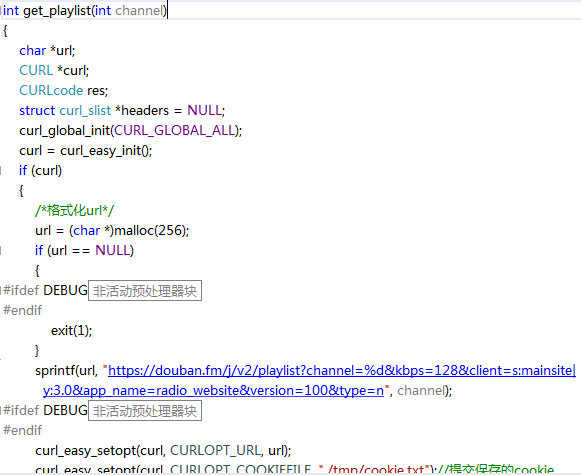 int get_playlist(int channel)
{
char *url;
CURL *curl;
CURLcode res;
struct curl_slist *headers = NULL;
curl_global_init(CURL_GLOBAL_ALL);
curl = curl_easy_init();
if (curl)
{
/*格式化url*/
url = (char *)malloc(256);
if (url == NULL)
{
#ifdef DEBUG 非活动预处理器块
#endif
exit(1);
}
sprintf(url, "https://douban.fm/j/v2/playlist?channel=%d&kbps=128&client=s:mainsite|
y:3.0&app_name=radio_website&version=100&type=n", channel);
#ifdef DEBUG 非活动预处理器块
#endif
curl_easy_setopt(curl, CURLOPT_URL, url);
curl_easy_setopt(curl, CURLOPT_COOKIEFILE, "./tmp/cookie.txt");//提交保存的cookie